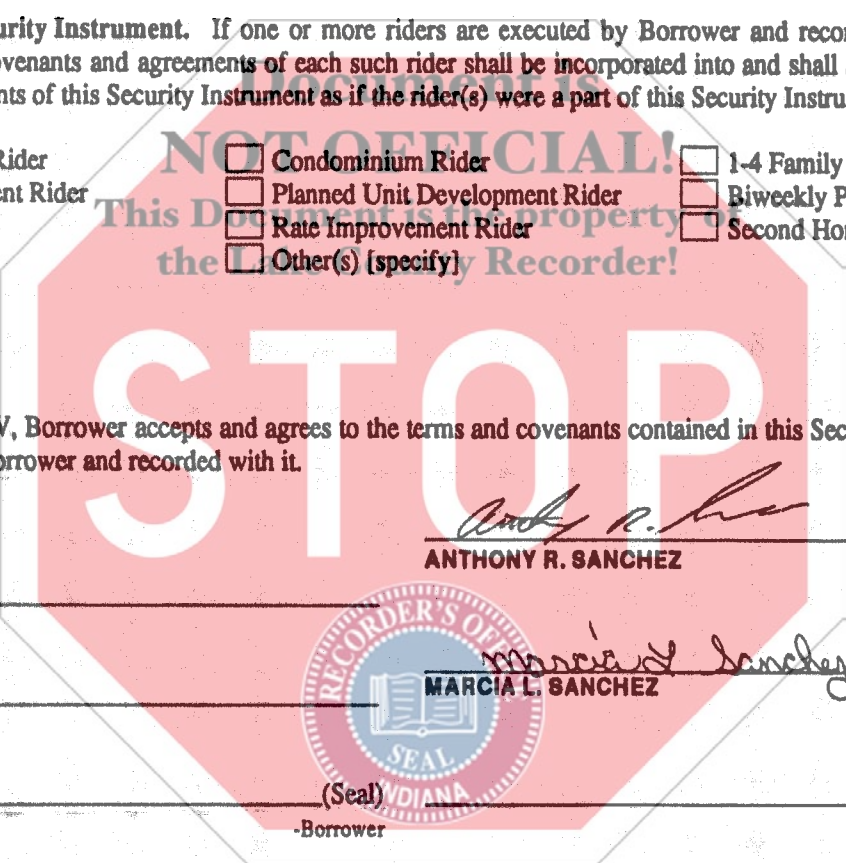 urity Instrument. If one or more riders are executed by Borrower and recor
ovenants and agreements of each such rider shall be incorporated into and shall
nts of this Security Instrument as if the rider(s) were a part of this Security Instru
Document is
NOT OFFICIAL!
This Document is the property of
the Lake County Recorder!
Rider
Condominium Rider
1-4 Family
ent Rider
Planned Unit Development Rider
Biweekly P
Rate Improvement Rider
Second Ho
Other(s) [specify]
STOP
V, Borrower accepts and agrees to the terms and covenants contained in this Sec
orrower and recorded with it.
ANTHONY R. SANCHEZ
Marcia L Sanchez
MARCIA L. SANCHEZ
RECORDER'S OFFICE
SEAL
INDIANA
(Seal)
-Borrower